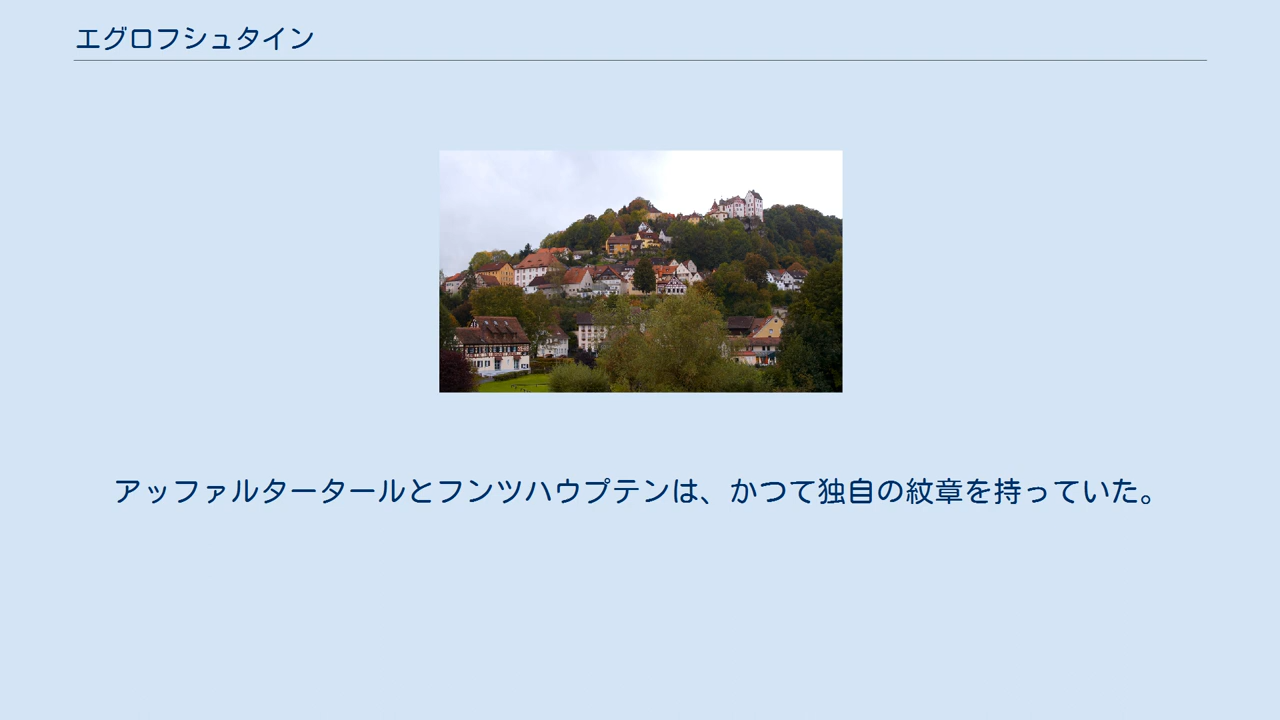 エグロフシュタイン
アッファルタータールとフンツハウプテンは、かつて独自の紋章を持っていた。